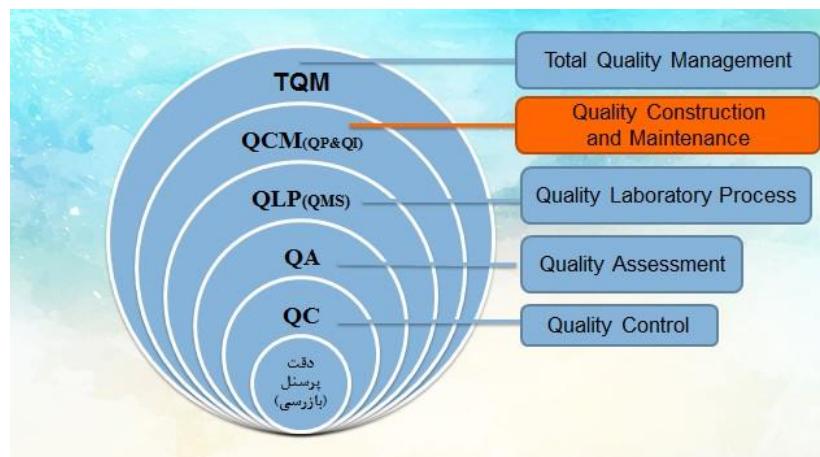 TQM
Total Quality Management
QCM(QP&QI)
Quality Construction
and Maintenance
QLP(QMS)
Quality Laboratory Process
QA
Quality Assessment
QC
Quality Control
دقت
پرسنل
(بازرسی)